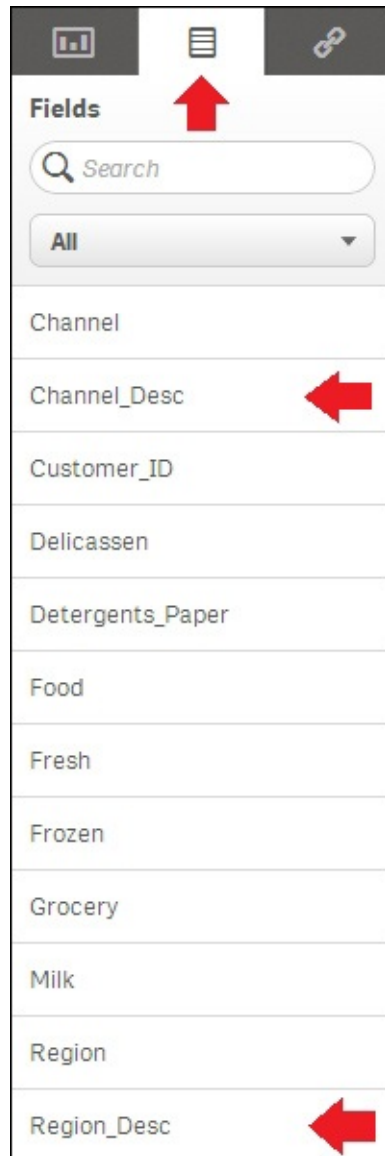 Fields
Search
All
Channel
Channel_Desc
Customer_ID
Delicassen
Detergents_Paper
Food
Fresh
Frozen
Grocery
Milk
Region
Region_Desc